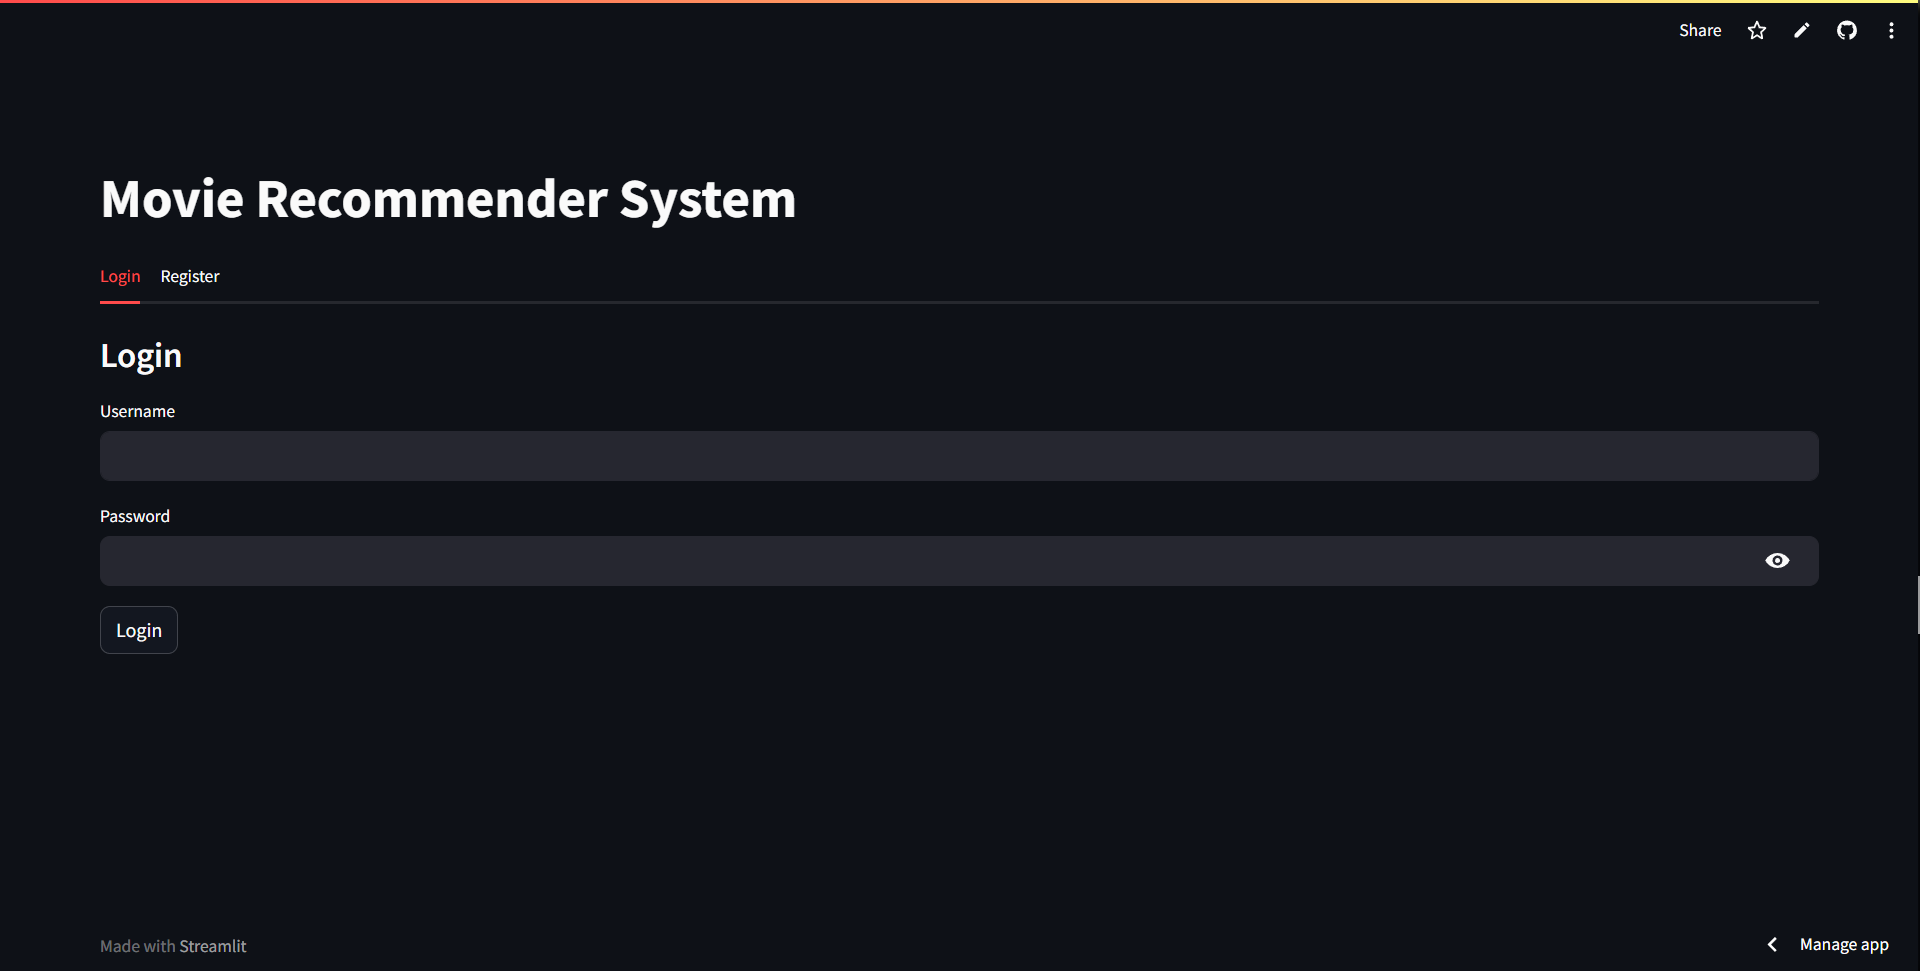 Share
Movie Recommender System
Login Register
Login
Username
Password
Login
Made with Streamlit
Manage app